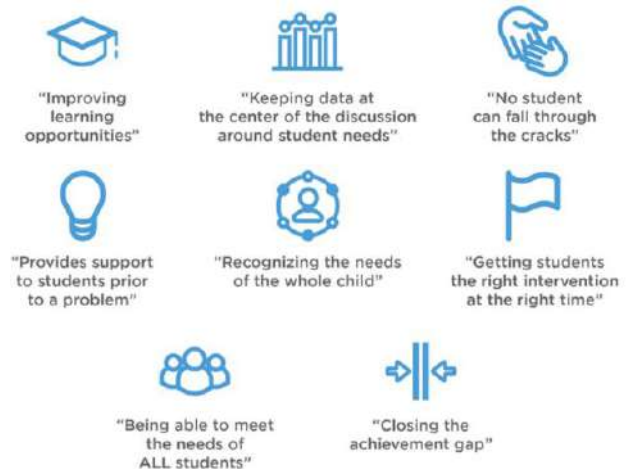 "Improving
learning
opportunities"
"Keeping data at
the center of the discussion
around student needs"
"No student
can fall through
the cracks"
"Provides support
to students prior
to a problem"
"Recognizing the needs
of the whole child"
"Getting students
the right intervention
at the right time"
"Being able to meet
the needs of
ALL students"
"Closing the
achievement gap"